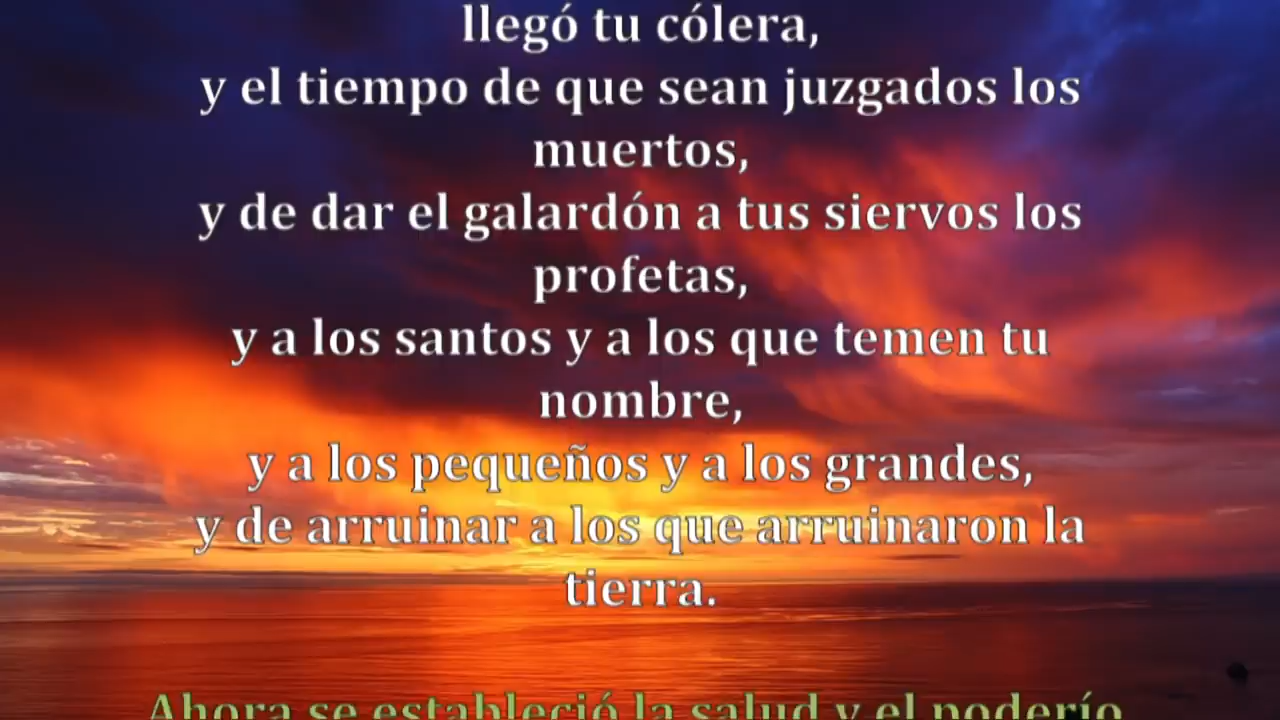 llegó tu cólera,
y el tiempo de que sean juzgados los
muertos,
y de dar el galardón a tus siervos los
profetas,
y a los santos y a los que temen tu
nombre,
y a los pequeños y a los grandes,
y de arruinar a los que arruinaron la
tierra.
Ahora se estableció la salud y el poderío